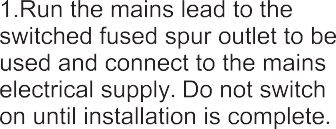 1.Run the mains lead to the
switched fused spur outlet to be
used and connect to the mains
electrical supply. Do not switch
on until installation is complete.